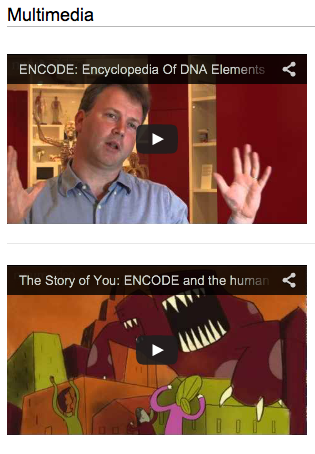 Multimedia
ENCODE: Encyclopedia Of DNA Elements
The Story of You: ENCODE and the human